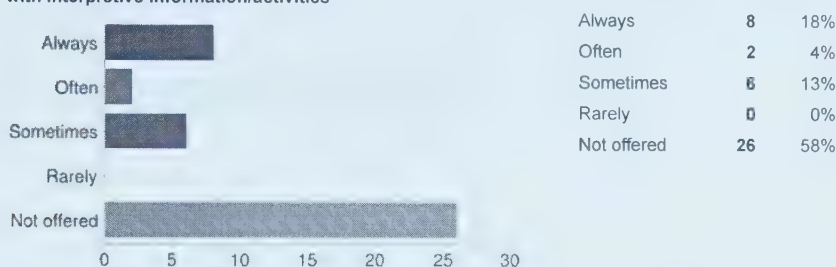 with interpretive information/activities
Always
Often
Sometimes
Rarely
Not offered
0 5 10 15 20 25 30
Always 8 18%
Often 2 4%
Sometimes 6 13%
Rarely 0 0%
Not offered 26 58%